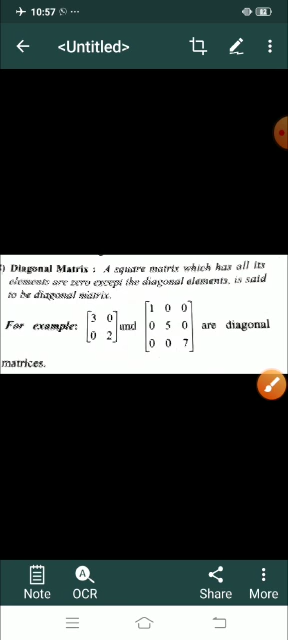 10:57
<Untitled>
) Diagonal Matrix : A square matrix which has all its
elements are zero except the diagonal elements, is said
to be diagonal matrix.
For example: [3 0 and [1 0 0
0 2] 0 5 0 are diagonal
0 0 7]
matrices.
Note OCR Share More